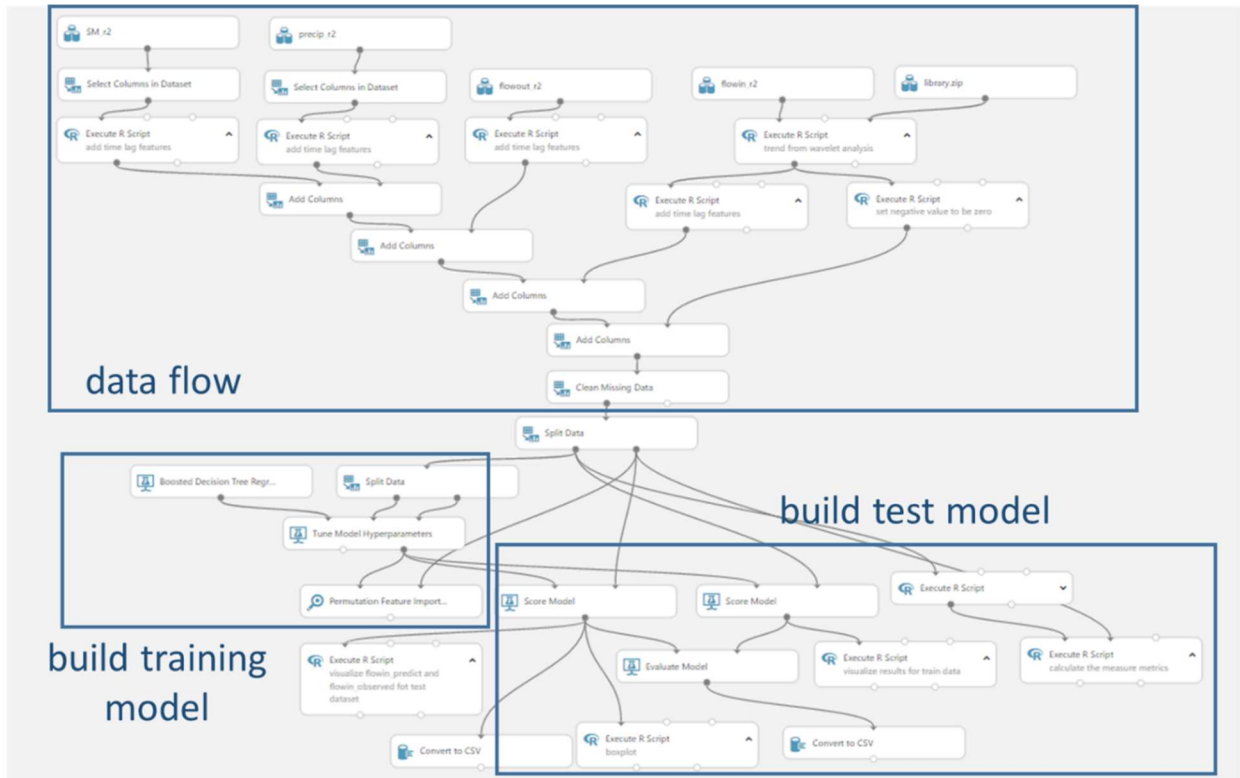 SM_r2
precip_r2
Select Columns in Dataset
Select Columns in Dataset
flowout_r2
flowin_r2
library.zip
Execute R Script
add time lag features
Execute R Script
add time lag features
Execute R Script
add time lag features
Execute R Script
trend from wavelet analysis
Add Columns
Execute R Script
add time lag features
Execute R Script
set negative value to be zero
Add Columns
Add Columns
Add Columns
data flow
Clean Missing Data
Split Data
Boosted Decision Tree Regr...
Split Data
build test model
Tune Model Hyperparameters
Permutation Feature Import...
Score Model
Score Model
Execute R Script
build training
model
Execute R Script
visualize flowin_predict and
flowin_observed fot test
dataset
Evaluate Model
Execute R Script
visualize results for train data
Execute R Script
calculate the measure metrics
Convert to CSV
Execute R Script
boxplot
Convert to CSV